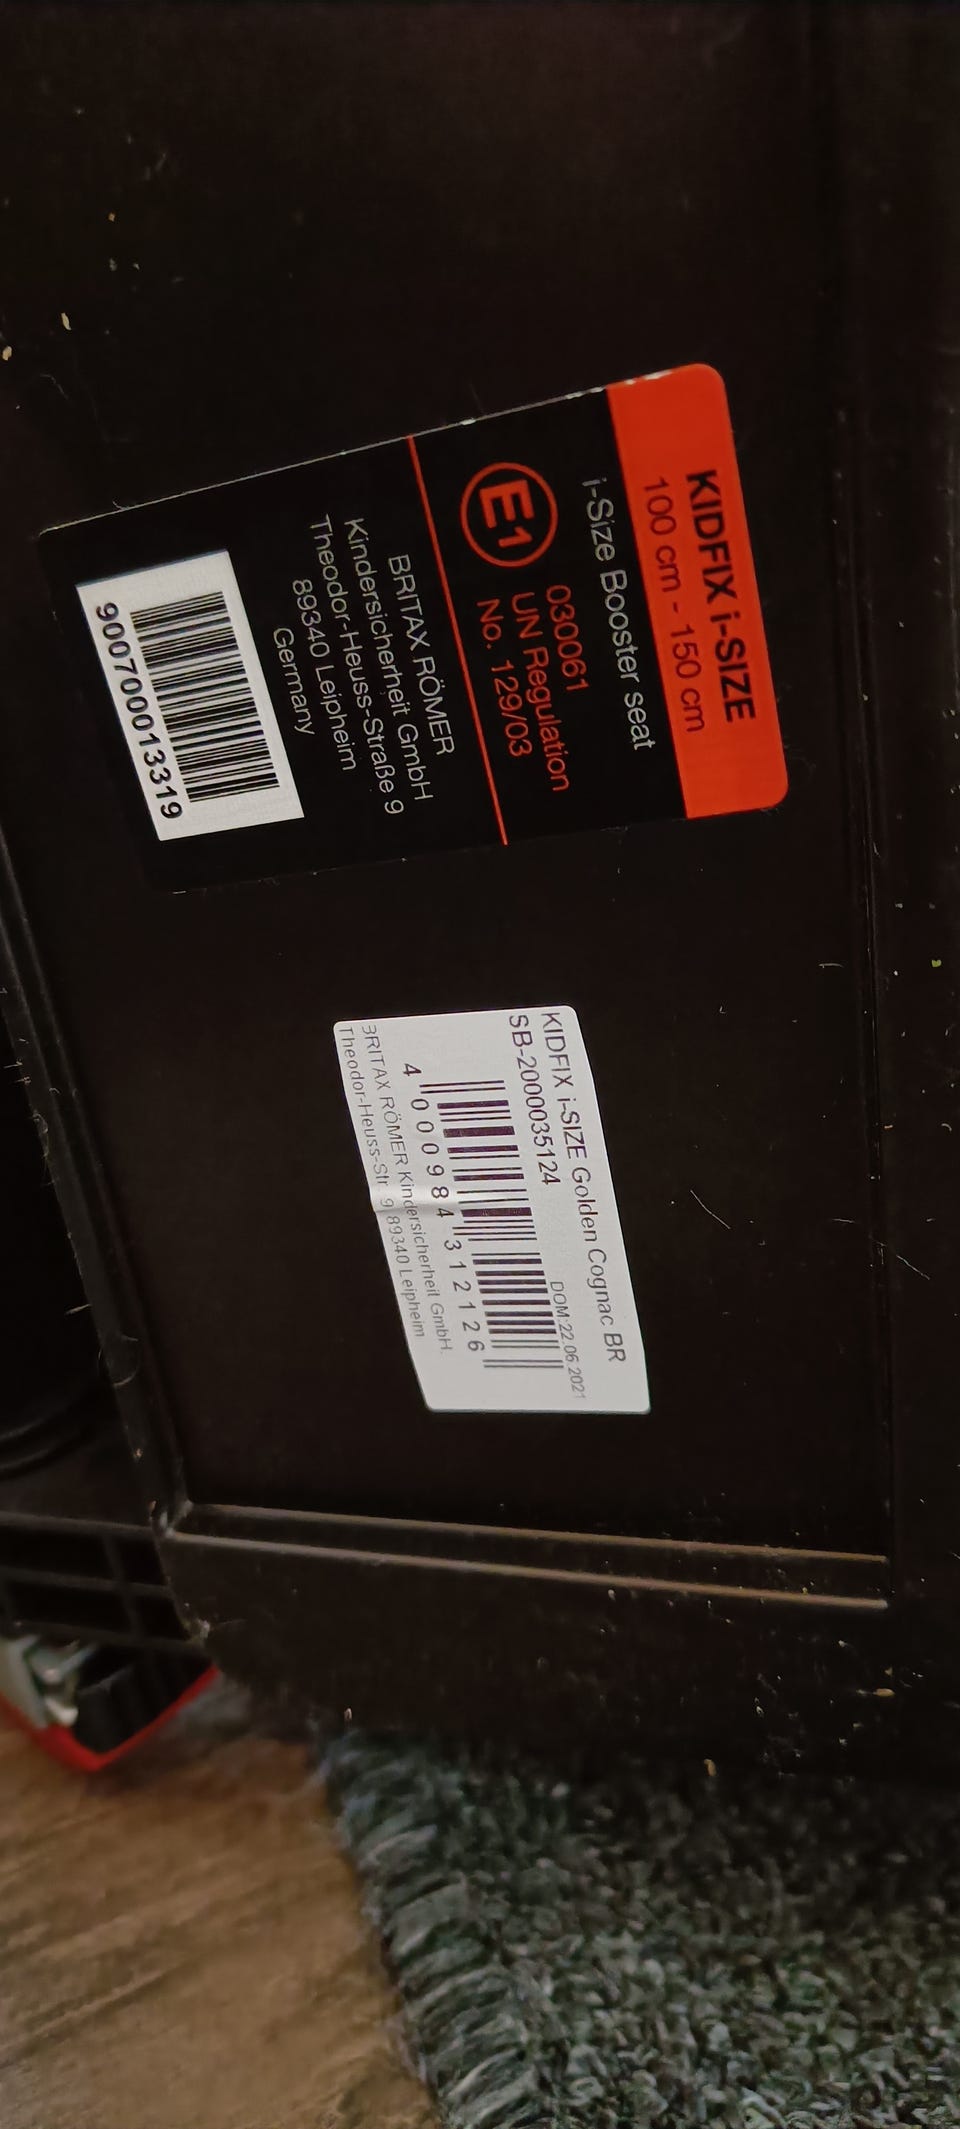 KIDFIX i-SIZE
100 cm - 150 cm
i-Size Booster seat
E1
030061
UN Regulation
No. 129/03
BRITAX RÖMER
Kindersicherheit GmbH
Theodor-Heuss-Straße 9
89340 Leipheim
Germany
9007000013319
KIDFIX i-SIZE Golden Cognac BR
SB-2000035124
DOM:22.06.2021
4 000984 312126
BRITAX RÖMER Kindersicherheit GmbH.
Theodor-Heuss-Str. 9 89340 Leipheim